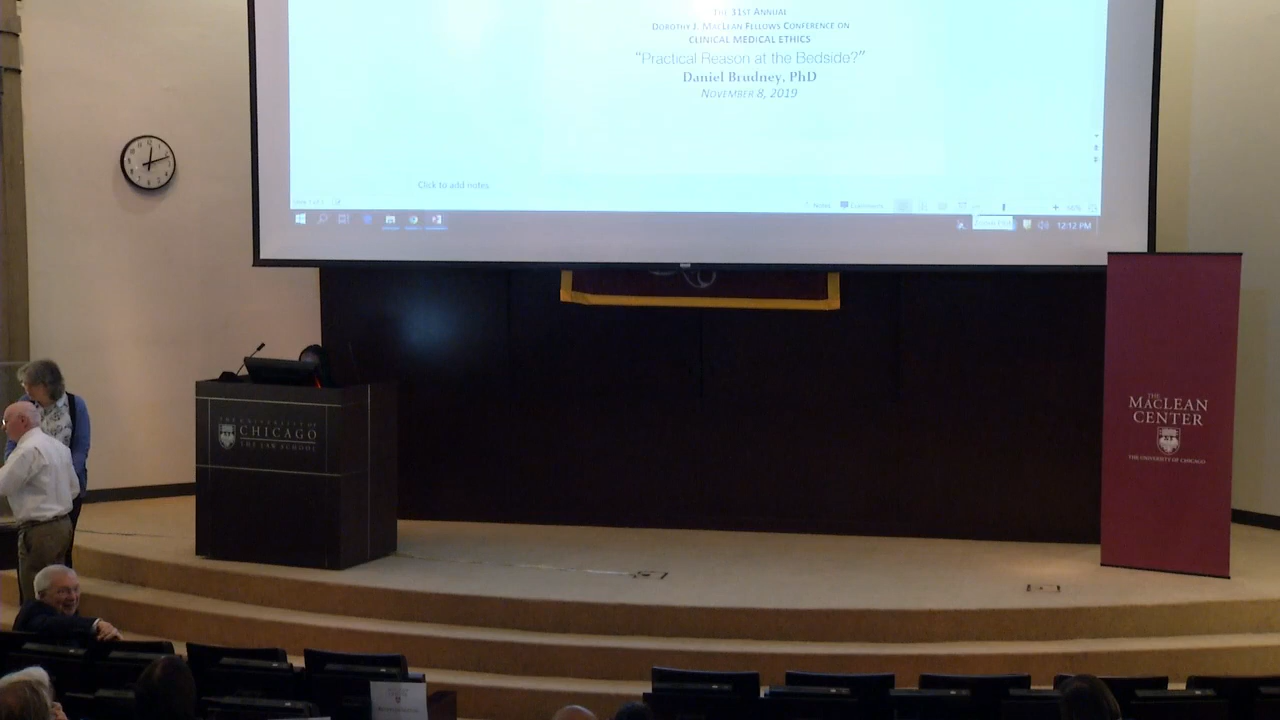 THE 31ST ANNUAL
DOROTHY J. MACLEAN FELLOWS CONFERENCE ON
CLINICAL MEDICAL ETHICS
"Practical Reason at the Bedside?"
Daniel Brudney, PhD
NOVEMBER 8, 2019
Click to add notes
Notes
Comments
12:12 PM
THE UNIVERSITY OF
CHICAGO
THE LAW SCHOOL
THE
MACLEAN
CENTER
THE UNIVERSITY OF CHICAGO